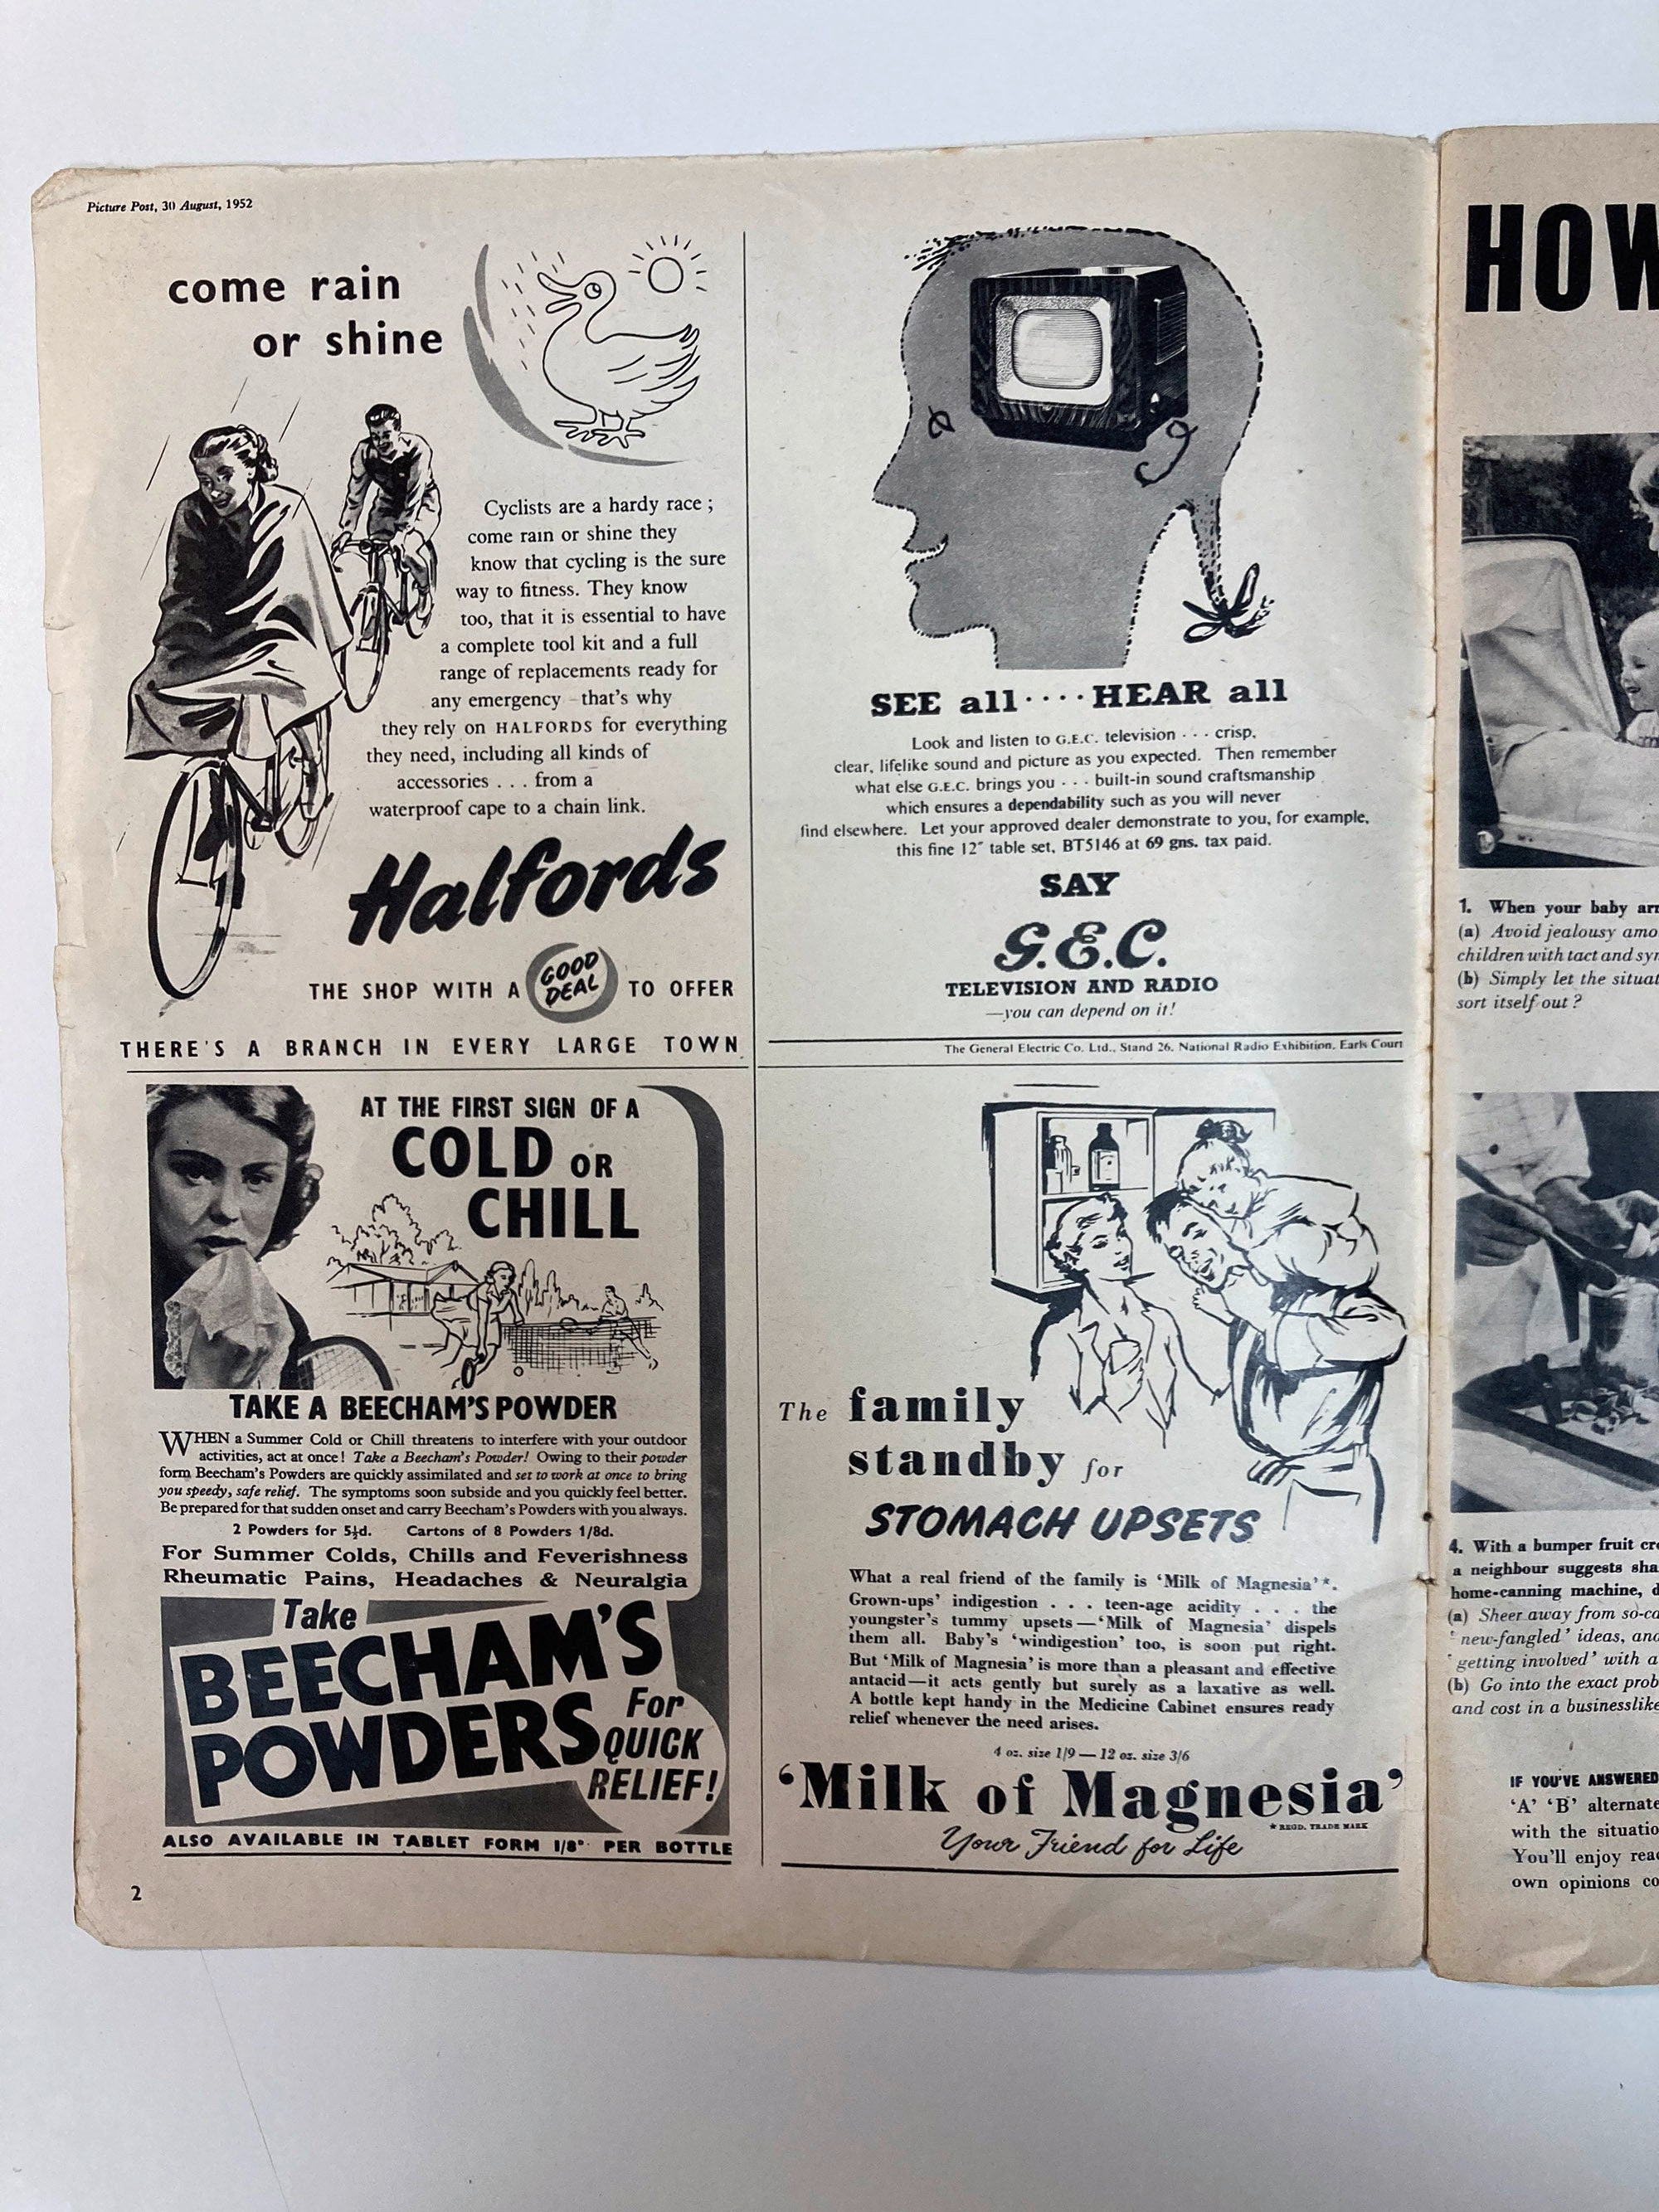 Picture Post, 30 August, 1952
come rain
or shine
Cyclists are a hardy race ;
come rain or shine they
know that cycling is the sure
way to fitness. They know
too, that it is essential to have
a complete tool kit and a full
range of replacements ready for
any emergency - that's why
they rely on HALFORDS for everything
they need, including all kinds of
accessories . . . from a
waterproof cape to a chain link.
Halfords
THE SHOP WITH A GOOD DEAL TO OFFER
THERE'S A BRANCH IN EVERY LARGE TOWN
SEE all···· HEAR all
Look and listen to G.E.C. television · · · crisp,
clear, lifelike sound and picture as you expected. Then remember
what else G.E.C. brings you · · · built-in sound craftsmanship
which ensures a dependability such as you will never
find elsewhere. Let your approved dealer demonstrate to you, for example,
this fine 12″ table set, BT5146 at 69 gns. tax paid.
SAY
G.E.C.
TELEVISION AND RADIO
—you can depend on it!
The General Electric Co. Ltd., Stand 26, National Radio Exhibition, Earls Court
AT THE FIRST SIGN OF A
COLD OR
CHILL
TAKE A BEECHAM'S POWDER
WHEN a Summer Cold or Chill threatens to interfere with your outdoor
activities, act at once! Take a Beecham's Powder! Owing to their powder
form Beecham's Powders are quickly assimilated and set to work at once to bring
you speedy, safe relief. The symptoms soon subside and you quickly feel better.
Be prepared for that sudden onset and carry Beecham's Powders with you always.
2 Powders for 5½d. Cartons of 8 Powders 1/8d.
For Summer Colds, Chills and Feverishness
Rheumatic Pains, Headaches & Neuralgia
Take
BEECHAM'S
POWDERS
For
QUICK
RELIEF!
ALSO AVAILABLE IN TABLET FORM 1/8ᴰ· PER BOTTLE
2
The family
standby for
STOMACH UPSETS
What a real friend of the family is 'Milk of Magnesia'*.
Grown-ups' indigestion . . . teen-age acidity . . . the
youngster's tummy upsets—'Milk of Magnesia' dispels
them all. Baby's 'windigestion' too, is soon put right.
But 'Milk of Magnesia' is more than a pleasant and effective
antacid—it acts gently but surely as a laxative as well.
A bottle kept handy in the Medicine Cabinet ensures ready
relief whenever the need arises.
4 oz. size 1/9 — 12 oz. size 3/6
'Milk of Magnesia'
* REGD. TRADE MARK
Your Friend for Life
HOW
1. When your baby arr
(a) Avoid jealousy amo
children with tact and syn
(b) Simply let the situat
sort itself out ?
4. With a bumper fruit cro
a neighbour suggests sha
home-canning machine, d
(a) Sheer away from so-ca
'new-fangled' ideas, and
'getting involved' with a
(b) Go into the exact prob
and cost in a businesslike
IF YOU'VE ANSWERED
'A' 'B' alternate
with the situatio
You'll enjoy rea
own opinions co